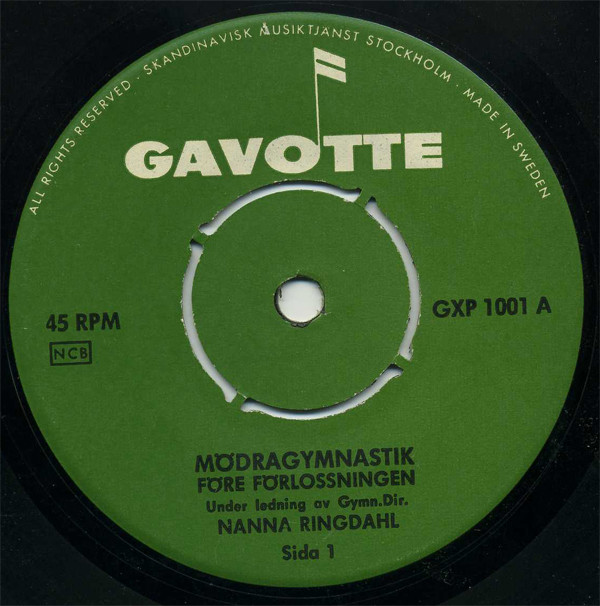 ALL RIGHTS RESERVED · SKANDINAVISK MUSIKTJÄNST STOCKHOLM · MADE IN SWEDEN
GAVOTTE
45 RPM
NCB
GXP 1001 A
MÖDRAGYMNASTIK
FÖRE FÖRLOSSNINGEN
Under ledning av Gymn.Dir.
NANNA RINGDAHL
Sida 1